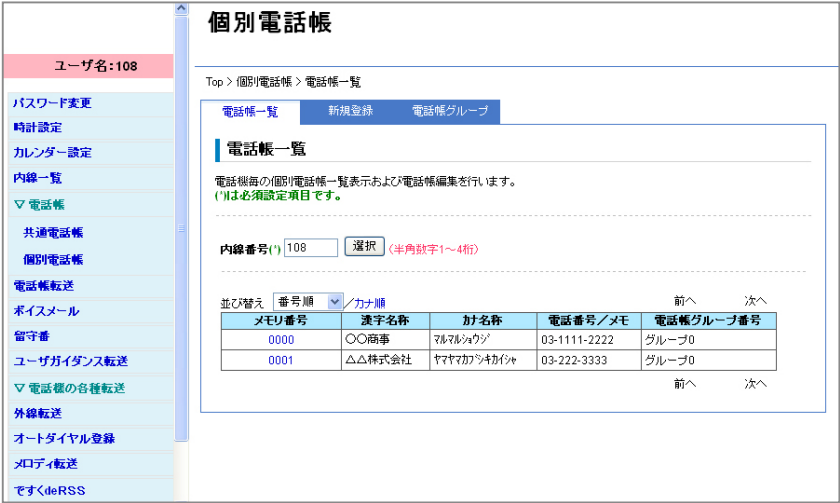 個別電話帳
ユーザ名:108
パスワード変更
時計設定
カレンダー設定
内線一覧
▽ 電話帳
共通電話帳
個別電話帳
電話帳転送
ボイスメール
留守番
ユーザガイダンス転送
▽ 電話機の各種転送
外線転送
オートダイヤル登録
メロディ転送
ですくdeRSS
Top > 個別電話帳 > 電話帳一覧
電話帳一覧 新規登録 電話帳グループ
電話帳一覧
電話機毎の個別電話帳一覧表示および電話帳編集を行います。
(*)は必須設定項目です。
内線番号(*) 108 選択 (半角数字1～4桁)
並び替え 番号順 /カナ順 前へ 次へ
メモリ番号 漢字名称 カナ名称 電話番号/メモ 電話帳グループ番号
0000 〇〇商事 マルマルショウジ 03-1111-2222 グループ0
0001 △△株式会社 ヤマヤマカブシキカイシャ 03-222-3333 グループ0
前へ 次へ